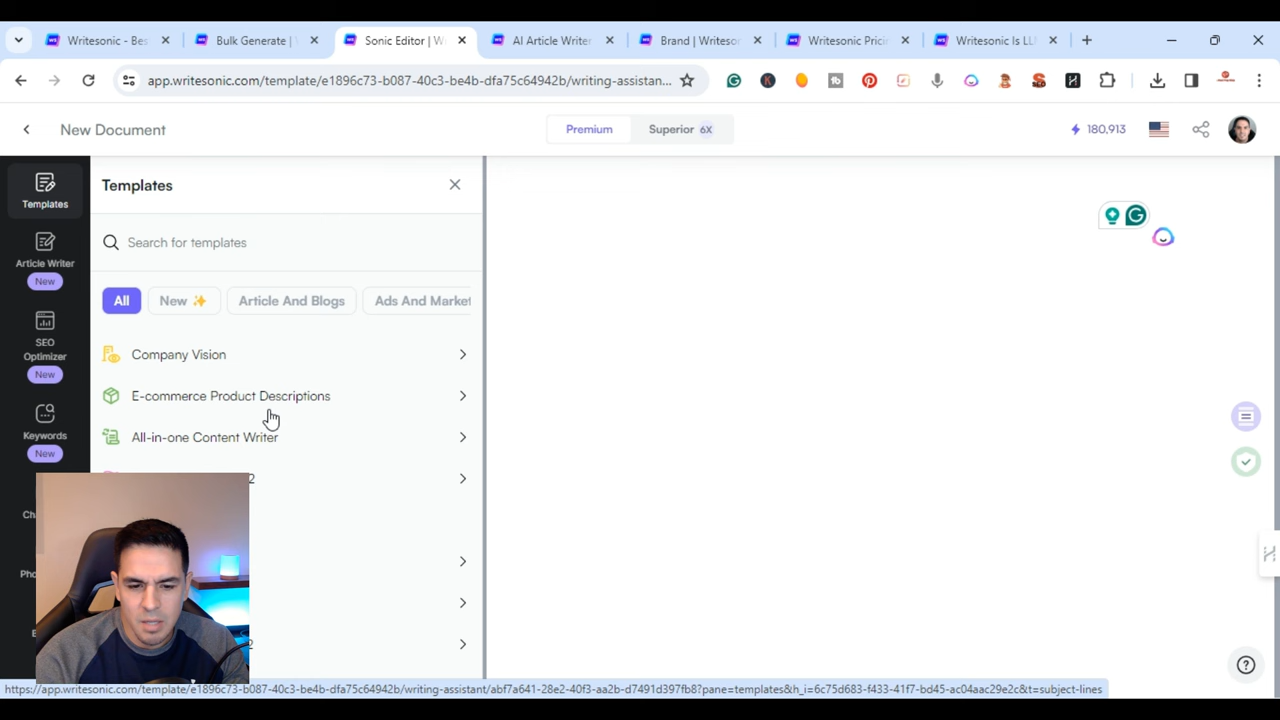 Writesonic - Bes
Bulk Generate | W
Sonic Editor | W
AI Article Writer
Brand | Writeson
Writesonic Pricin
Writesonic Is LLM
app.writesonic.com/template/e1896c73-b087-40c3-be4b-dfa75c64942b/writing-assistan...
New Document
Premium
Superior 6X
180,913
Templates
Article Writer
New
SEO
Optimizer
New
Keywords
New
Templates
Search for templates
All
New ✨
Article And Blogs
Ads And Market
Company Vision
E-commerce Product Descriptions
All-in-one Content Writer
2
https://app.writesonic.com/template/e1896c73-b087-40c3-be4b-dfa75c64942b/writing-assistant/abf7a641-28e2-40f3-aa2b-d7491d397fb8?pane=templates&h_i=6c75d683-f433-41f7-bd45-ac04aac29e2c&t=subject-lines